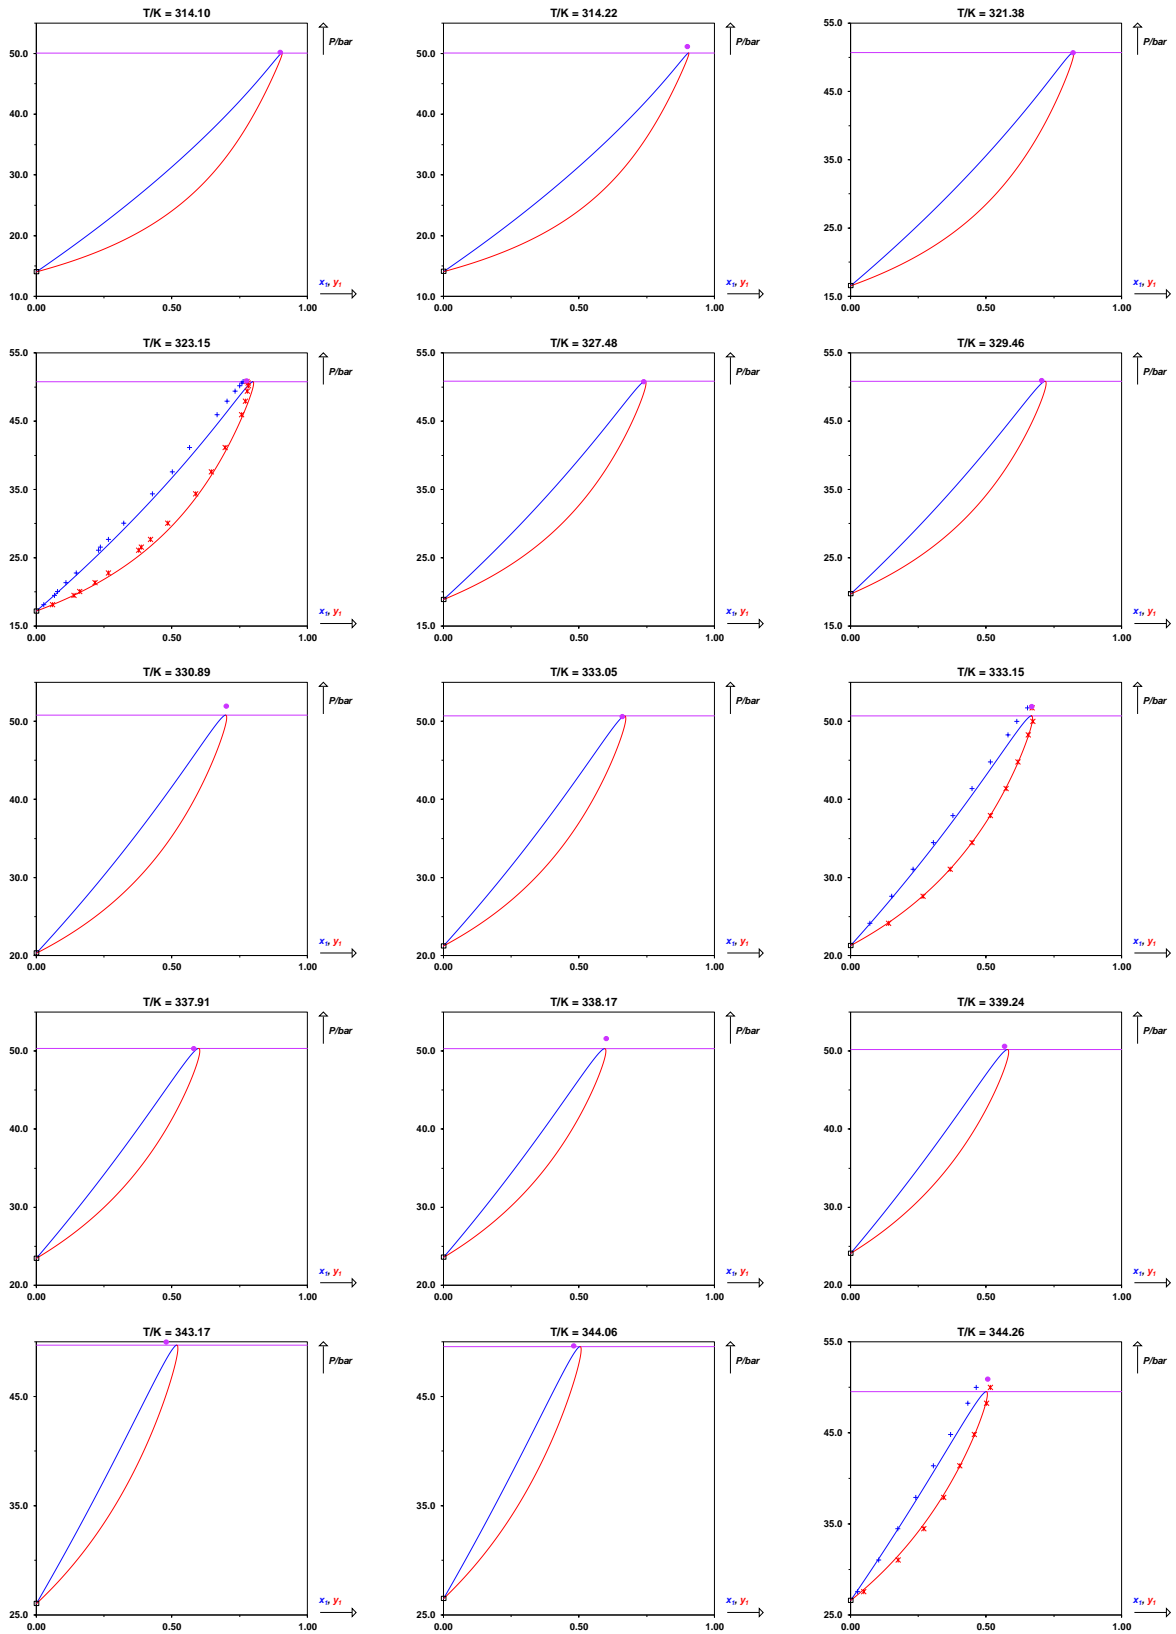 T/K = 314.10
T/K = 314.22
T/K = 321.38
50.0
40.0
30.0
20.0
10.0
0.00
0.50
1.00
P/bar
x₁, y₁
50.0
40.0
30.0
20.0
10.0
0.00
0.50
1.00
P/bar
x₁, y₁
55.0
45.0
35.0
25.0
15.0
0.00
0.50
1.00
P/bar
x₁, y₁
T/K = 323.15
T/K = 327.48
T/K = 329.46
55.0
45.0
35.0
25.0
15.0
0.00
0.50
1.00
P/bar
x₁, y₁
55.0
45.0
35.0
25.0
15.0
0.00
0.50
1.00
P/bar
x₁, y₁
55.0
45.0
35.0
25.0
15.0
0.00
0.50
1.00
P/bar
x₁, y₁
T/K = 330.89
T/K = 333.05
T/K = 333.15
50.0
40.0
30.0
20.0
0.00
0.50
1.00
P/bar
x₁, y₁
50.0
40.0
30.0
20.0
0.00
0.50
1.00
P/bar
x₁, y₁
50.0
40.0
30.0
20.0
0.00
0.50
1.00
P/bar
x₁, y₁
T/K = 337.91
T/K = 338.17
T/K = 339.24
50.0
40.0
30.0
20.0
0.00
0.50
1.00
P/bar
x₁, y₁
50.0
40.0
30.0
20.0
0.00
0.50
1.00
P/bar
x₁, y₁
50.0
40.0
30.0
20.0
0.00
0.50
1.00
P/bar
x₁, y₁
T/K = 343.17
T/K = 344.06
T/K = 344.26
45.0
35.0
25.0
0.00
0.50
1.00
P/bar
x₁, y₁
45.0
35.0
25.0
0.00
0.50
1.00
P/bar
x₁, y₁
55.0
45.0
35.0
25.0
0.00
0.50
1.00
P/bar
x₁, y₁